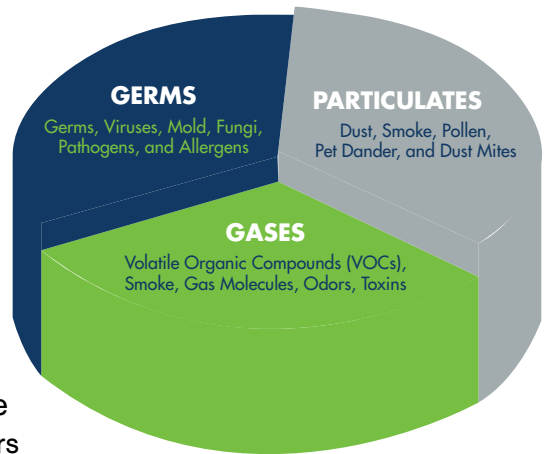 GERMS
Germs, Viruses, Mold, Fungi,
Pathogens, and Allergens
PARTICULATES
Dust, Smoke, Pollen,
Pet Dander, and Dust Mites
GASES
Volatile Organic Compounds (VOCs),
Smoke, Gas Molecules, Odors, Toxins